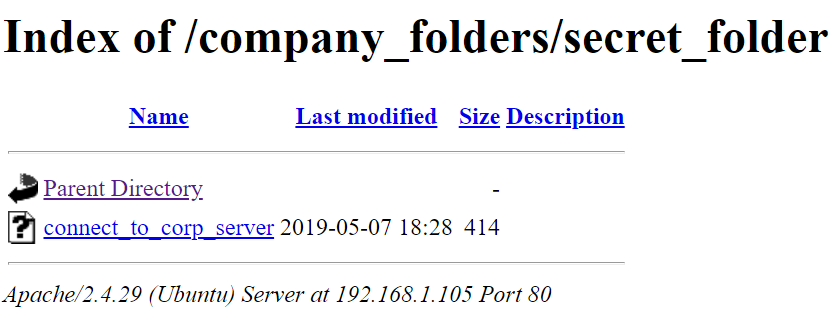 Index of /company_folders/secret_folder
Name Last modified Size Description
Parent Directory -
connect_to_corp_server 2019-05-07 18:28 414
Apache/2.4.29 (Ubuntu) Server at 192.168.1.105 Port 80